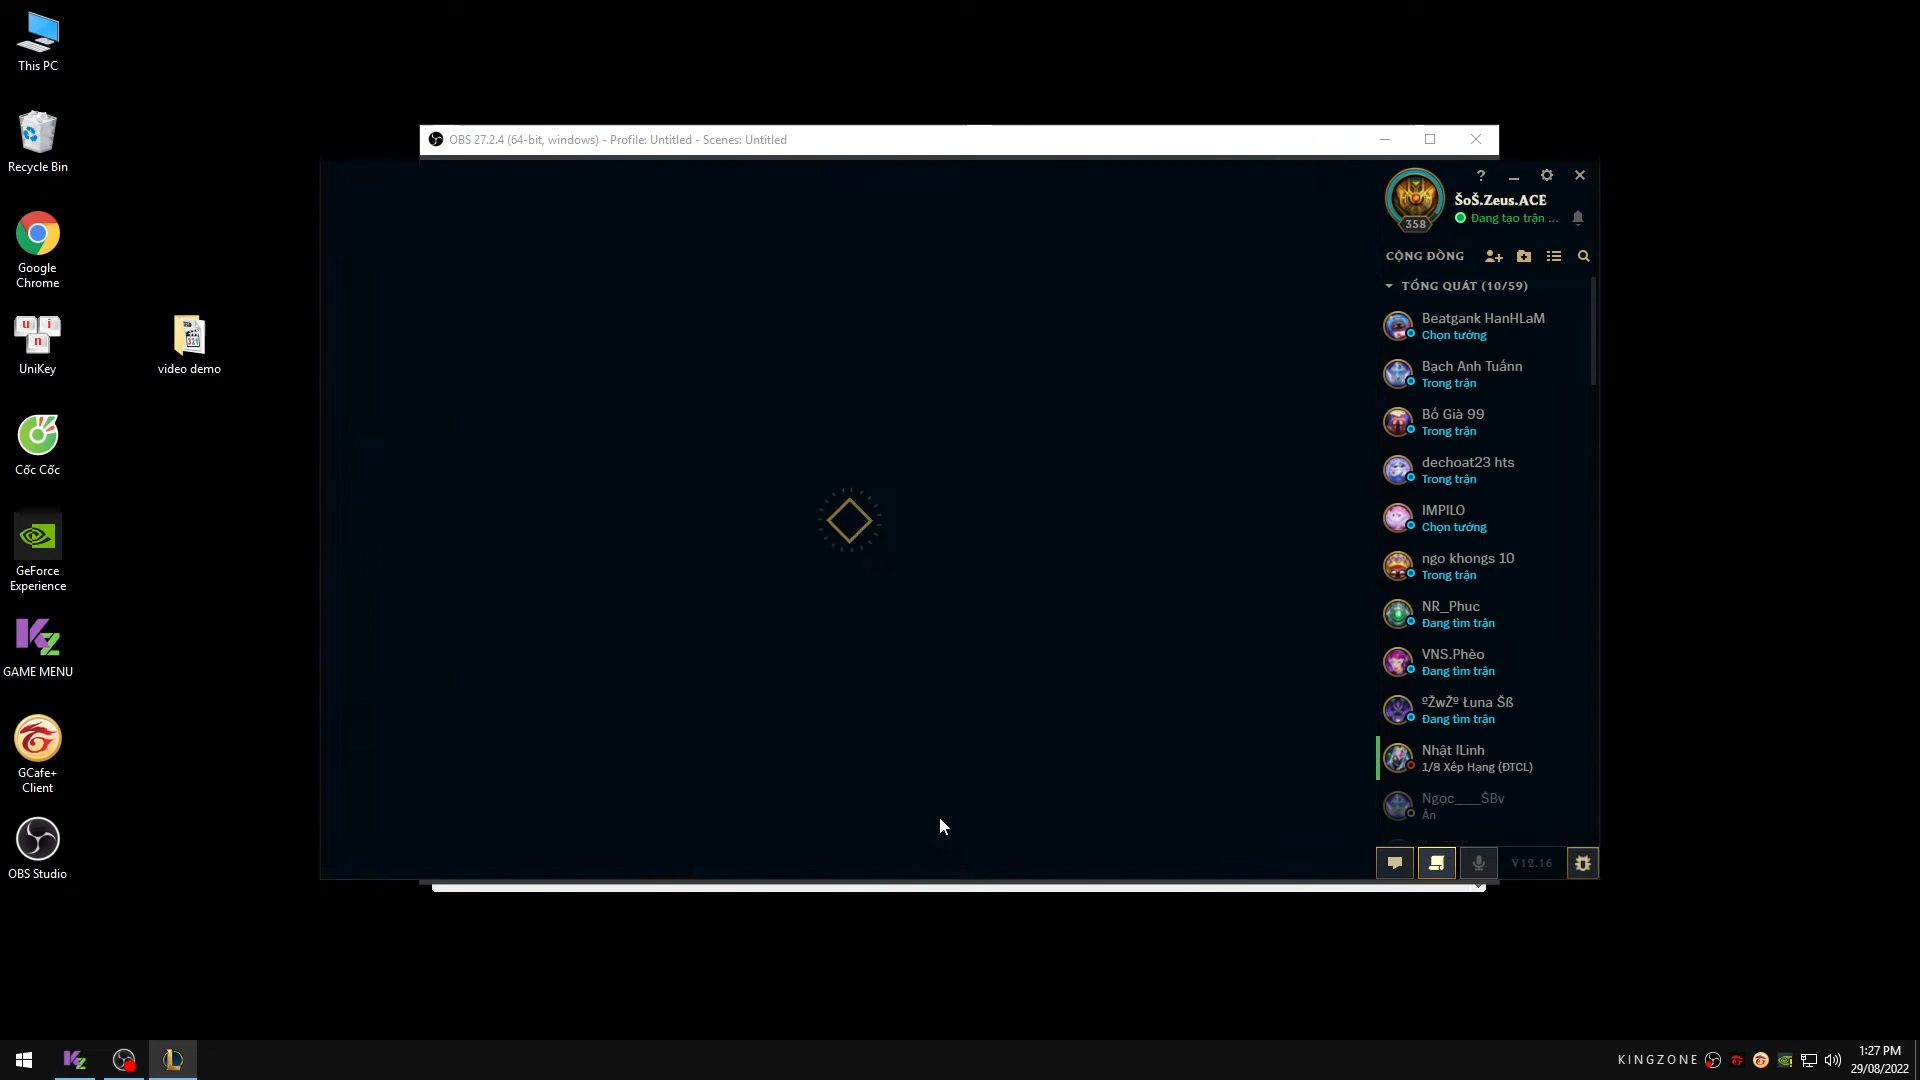 This PC
Recycle Bin
Google
Chrome
UniKey
video demo
Cốc Cốc
GeForce
Experience
GAME MENU
GCafe+
Client
OBS Studio
OBS 27.2.4 (64-bit, windows) - Profile: Untitled - Scenes: Untitled
?
ŠoŠ.Zeus.ACE
Đang tạo trận ...
358
CỘNG ĐỒNG
TỔNG QUÁT (10/59)
Beatgank HanHLaM
Chọn tướng
Bạch Anh Tuấnn
Trong trận
Bố Già 99
Trong trận
dechoat23 hts
Trong trận
IMPILO
Chọn tướng
ngo khongs 10
Trong trận
NR_Phuc
Đang tìm trận
VNS.Phèo
Đang tìm trận
ºŽwŽº Łuna Šß
Đang tìm trận
Nhật lLinh
1/8 Xếp Hạng (ĐTCL)
Ngọc___ŠBv
Ẩn
V12.16
KINGZONE
1:27 PM
29/08/2022